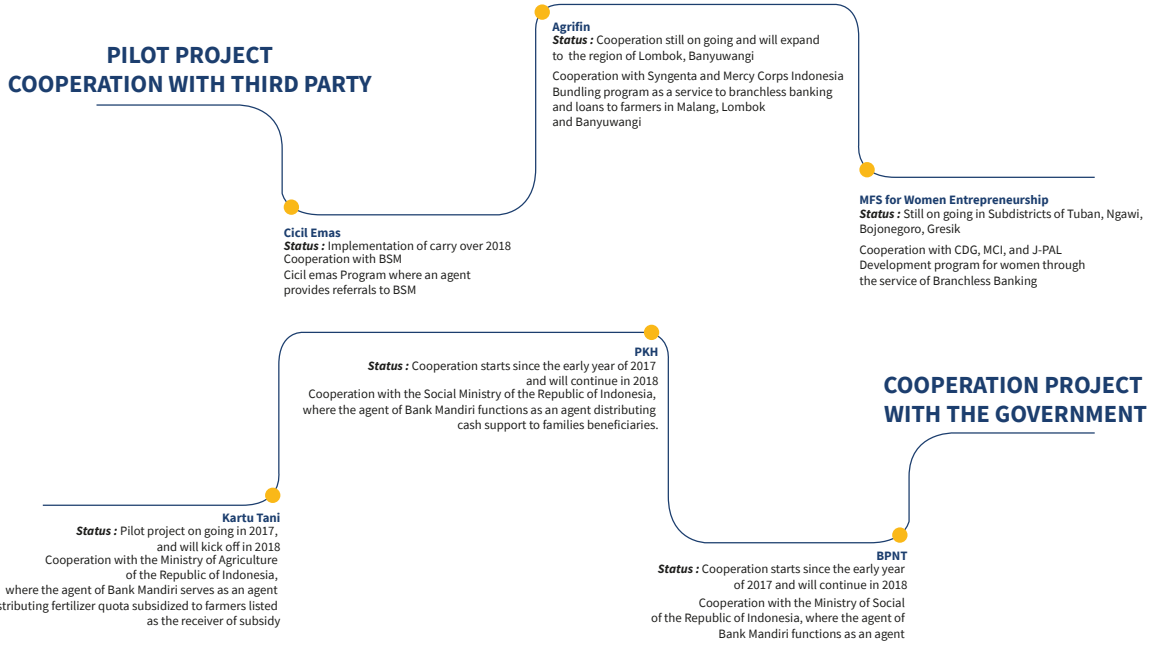 PILOT PROJECT
COOPERATION WITH THIRD PARTY
Cicil Emas
Status : Implementation of carry over 2018
Cooperation with BSM
Cicil emas Program where an agent
provides referrals to BSM
Agrifin
Status : Cooperation still on going and will expand
to the region of Lombok, Banyuwangi
Cooperation with Syngenta and Mercy Corps Indonesia
Bundling program as a service to branchless banking
and loans to farmers in Malang, Lombok
and Banyuwangi
MFS for Women Entrepreneurship
Status : Still on going in Subdistricts of Tuban, Ngawi,
Bojonegoro, Gresik
Cooperation with CDG, MCI, and J-PAL
Development program for women through
the service of Branchless Banking
COOPERATION PROJECT
WITH THE GOVERNMENT
BPNT
Status : Cooperation starts since the early year
of 2017 and will continue in 2018
Cooperation with the Ministry of Social
of the Republic of Indonesia, where the agent of
Bank Mandiri functions as an agent
PKH
Status : Cooperation starts since the early year of 2017
and will continue in 2018
Cooperation with the Social Ministry of the Republic of Indonesia,
where the agent of Bank Mandiri functions as an agent distributing
cash support to families beneficiaries.
Kartu Tani
Status : Pilot project on going in 2017,
and will kick off in 2018
Cooperation with the Ministry of Agriculture
of the Republic of Indonesia,
where the agent of Bank Mandiri serves as an agent
stributing fertilizer quota subsidized to farmers listed
as the receiver of subsidy